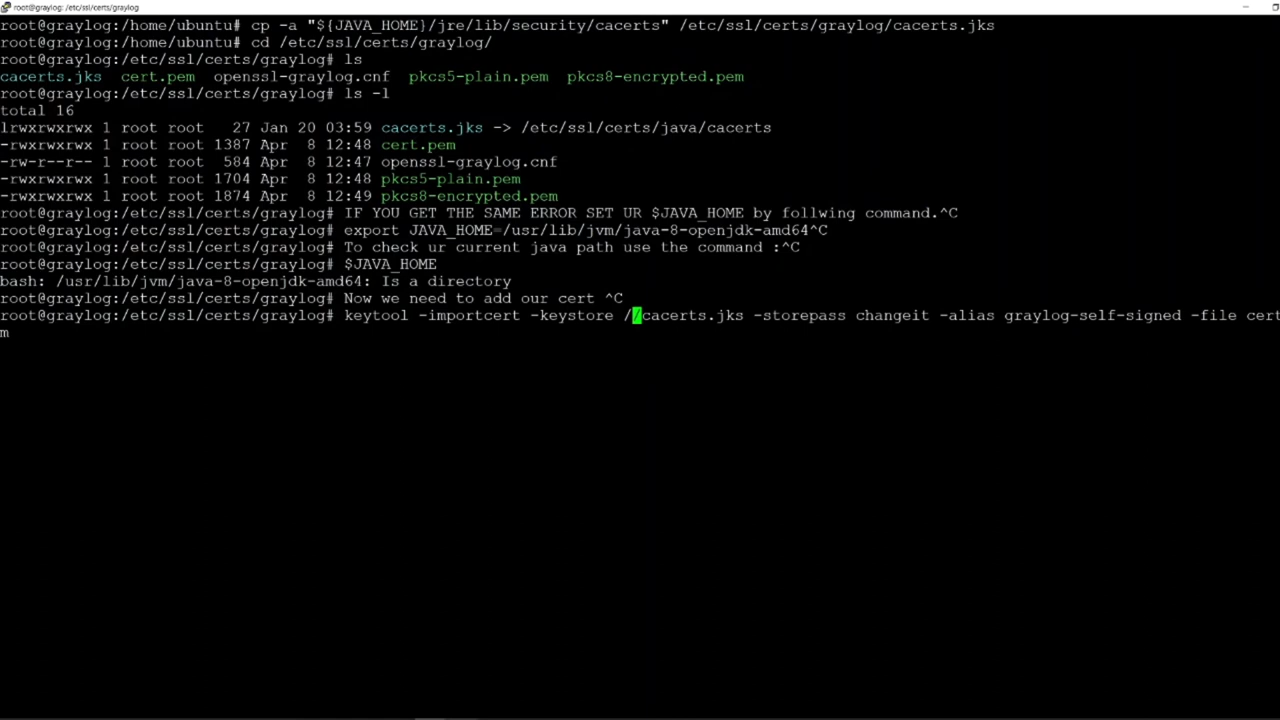 root@graylog: /etc/ssl/certs/graylog
root@graylog:/home/ubuntu# cp -a "${JAVA_HOME}/jre/lib/security/cacerts" /etc/ssl/certs/graylog/cacerts.jks
root@graylog:/home/ubuntu# cd /etc/ssl/certs/graylog/
root@graylog:/etc/ssl/certs/graylog# ls
cacerts.jks cert.pem openssl-graylog.cnf pkcs5-plain.pem pkcs8-encrypted.pem
root@graylog:/etc/ssl/certs/graylog# ls -l
total 16
lrwxrwxrwx 1 root root 27 Jan 20 03:59 cacerts.jks -> /etc/ssl/certs/java/cacerts
-rwxrwxrwx 1 root root 1387 Apr 8 12:48 cert.pem
-rw-r--r-- 1 root root 584 Apr 8 12:47 openssl-graylog.cnf
-rwxrwxrwx 1 root root 1704 Apr 8 12:48 pkcs5-plain.pem
-rwxrwxrwx 1 root root 1874 Apr 8 12:49 pkcs8-encrypted.pem
root@graylog:/etc/ssl/certs/graylog# IF YOU GET THE SAME ERROR SET UR $JAVA_HOME by follwing command.^C
root@graylog:/etc/ssl/certs/graylog# export JAVA_HOME=/usr/lib/jvm/java-8-openjdk-amd64^C
root@graylog:/etc/ssl/certs/graylog# To check ur current java path use the command :^C
root@graylog:/etc/ssl/certs/graylog# $JAVA_HOME
bash: /usr/lib/jvm/java-8-openjdk-amd64: Is a directory
root@graylog:/etc/ssl/certs/graylog# Now we need to add our cert ^C
root@graylog:/etc/ssl/certs/graylog# keytool -importcert -keystore //cacerts.jks -storepass changeit -alias graylog-self-signed -file cert
m